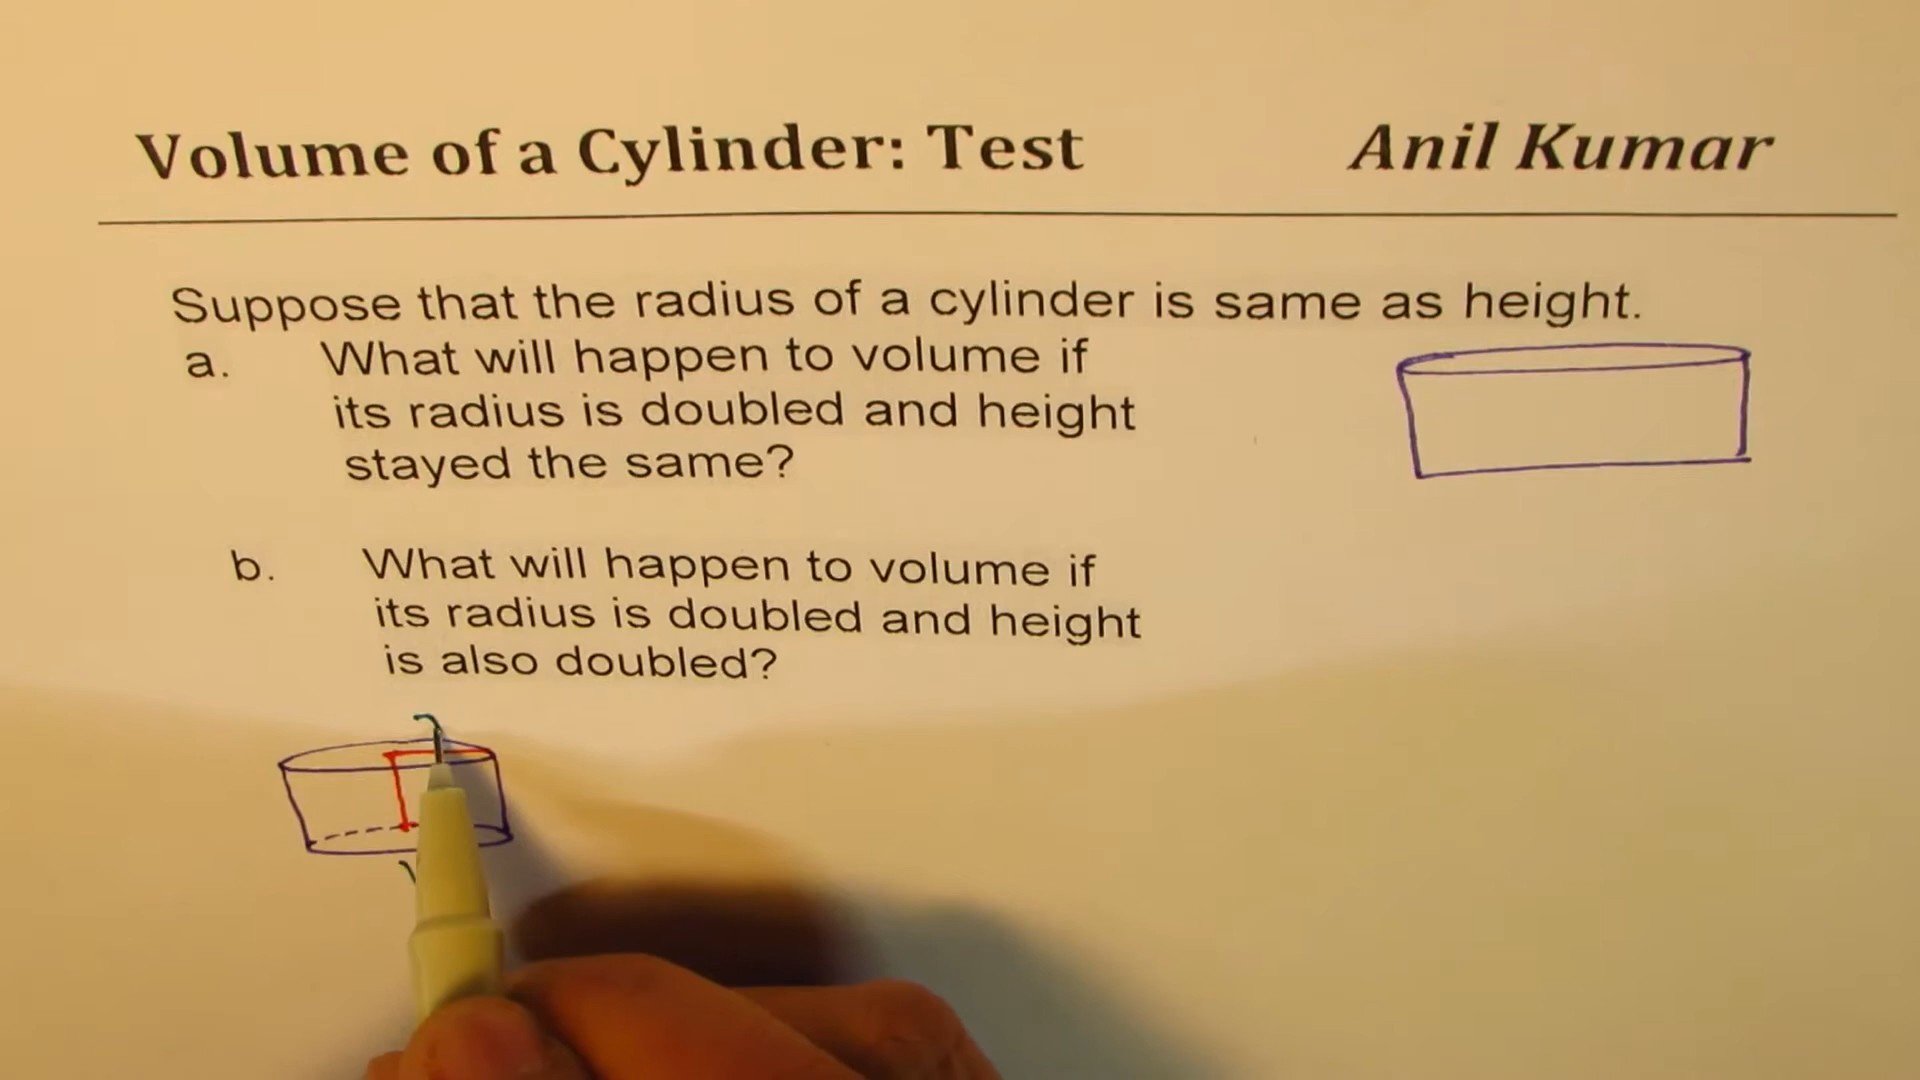 Volume of a Cylinder: Test Anil Kumar
Suppose that the radius of a cylinder is same as height.
a. What will happen to volume if
its radius is doubled and height
stayed the same?
b. What will happen to volume if
its radius is doubled and height
is also doubled?